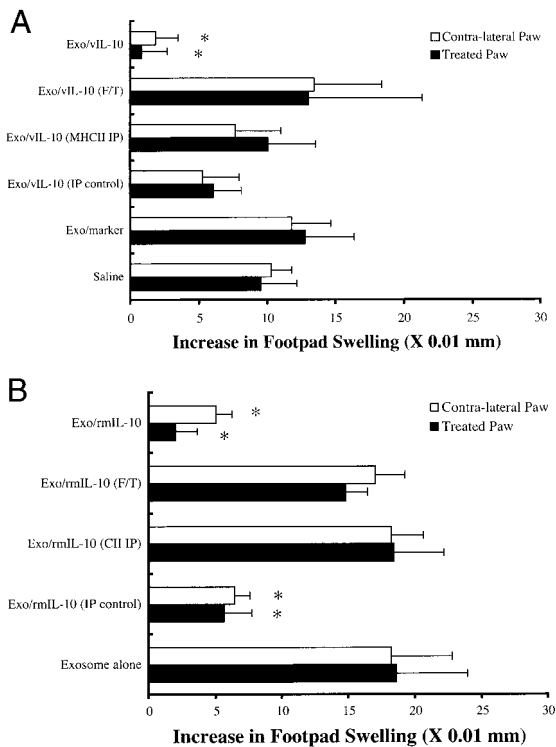 A
Exo/vIL-10
*
*
Contra-lateral Paw
Treated Paw
Exo/vIL-10 (F/T)
Exo/vIL-10 (MHCII IP)
Exo/vIL-10 (IP control)
Exo/marker
Saline
0 5 10 15 20 25 30
Increase in Footpad Swelling (X 0.01 mm)
B
Exo/rmIL-10
*
*
Contra-lateral Paw
Treated Paw
Exo/rmIL-10 (F/T)
Exo/rmIL-10 (CII IP)
Exo/rmIL-10 (IP control)
*
*
Exosome alone
0 5 10 15 20 25 30
Increase in Footpad Swelling (X 0.01 mm)